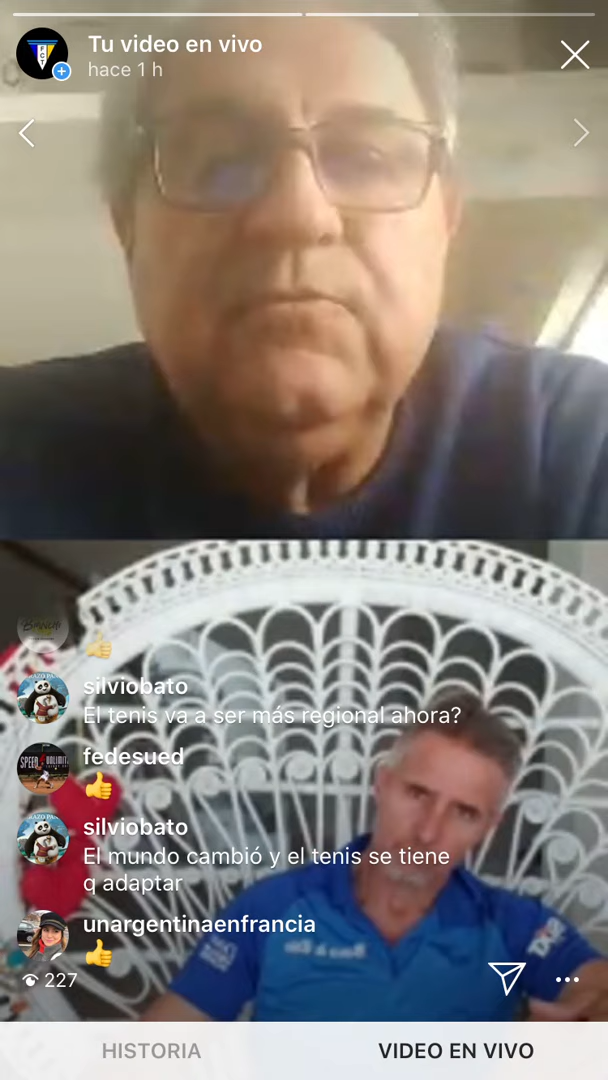 FCT
Tu video en vivo
hace 1 h
silviobato
El tenis va a ser más regional ahora?
fedesued
silviobato
El mundo cambió y el tenis se tiene
q adaptar
unargentinaenfrancia
227
HISTORIA
VIDEO EN VIVO